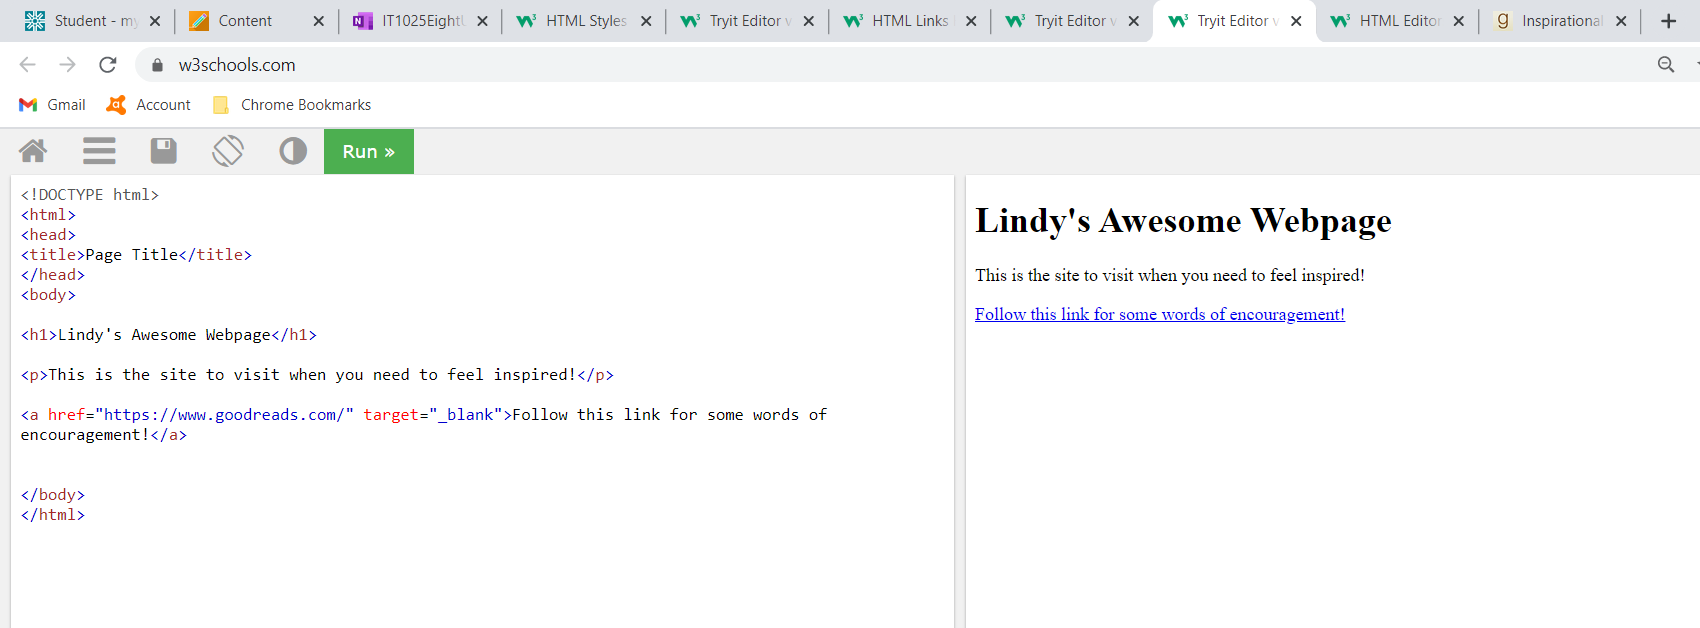 Student - my
Content
IT1025Eight
HTML Styles
Tryit Editor v
HTML Links
Tryit Editor v
Tryit Editor v
HTML Editor
g Inspirational
w3schools.com
Gmail Account Chrome Bookmarks
Run »
<!DOCTYPE html>
<html>
<head>
<title>Page Title</title>
</head>
<body>
<h1>Lindy's Awesome Webpage</h1>
<p>This is the site to visit when you need to feel inspired!</p>
<a href="https://www.goodreads.com/" target="_blank">Follow this link for some words of
encouragement!</a>
</body>
</html>
Lindy's Awesome Webpage
This is the site to visit when you need to feel inspired!
Follow this link for some words of encouragement!